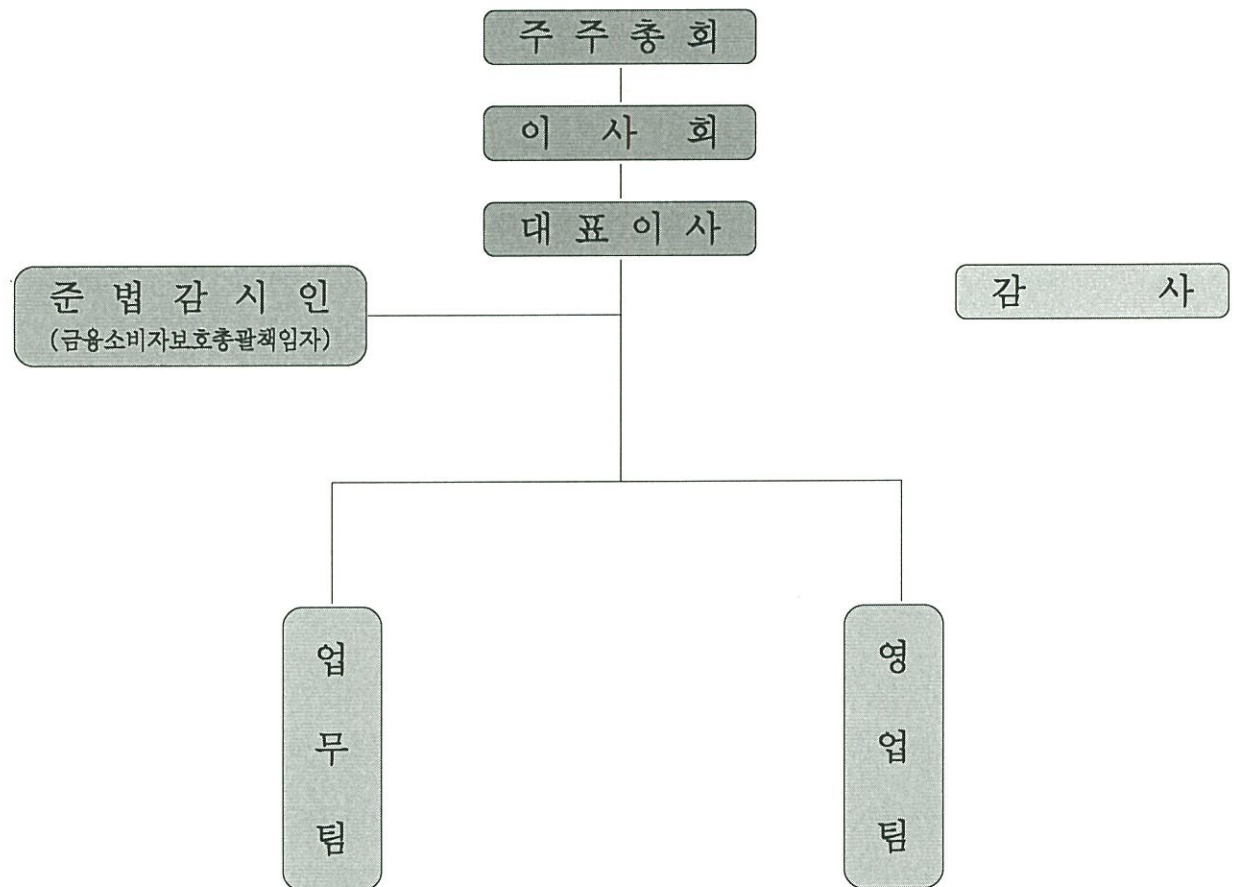 주주총회
이사회
대표이사
준법감시인
(금융소비자보호총괄책임자)
감사
업무팀
영업팀